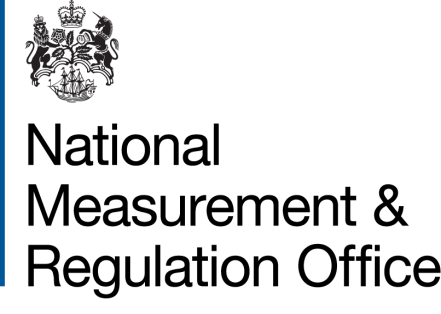 National
Measurement &
Regulation Office